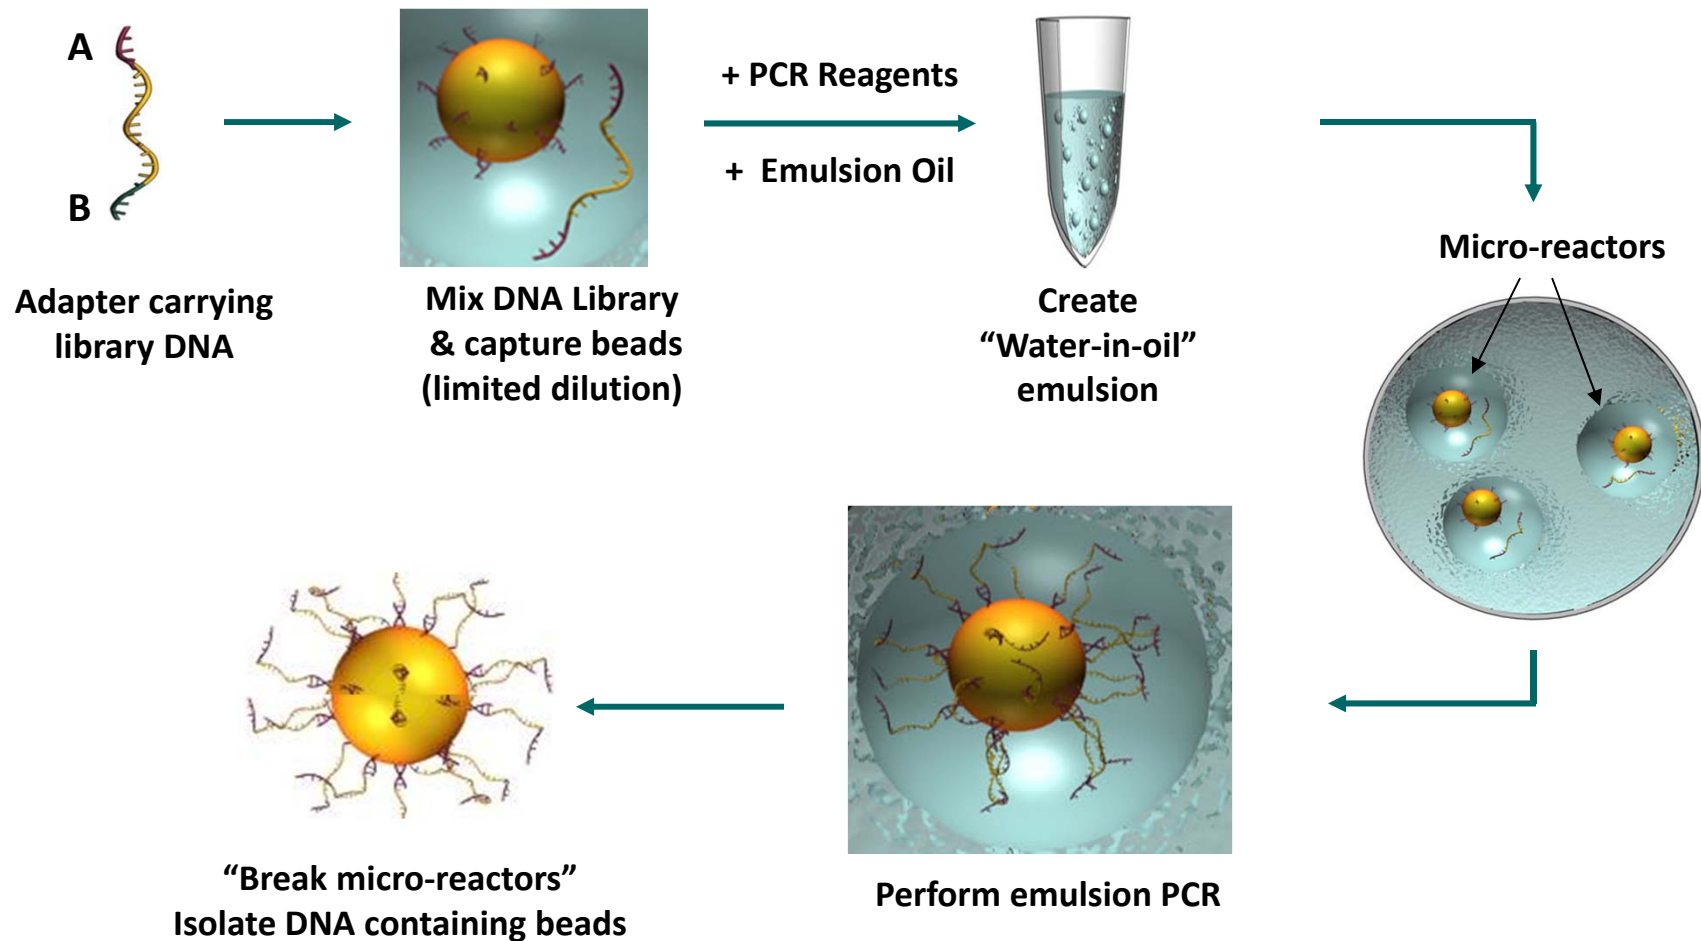 A
B
Adapter carrying
library DNA
Mix DNA Library
& capture beads
(limited dilution)
+ PCR Reagents
+ Emulsion Oil
Create
“Water-in-oil”
emulsion
Micro-reactors
Perform emulsion PCR
“Break micro-reactors”
Isolate DNA containing beads